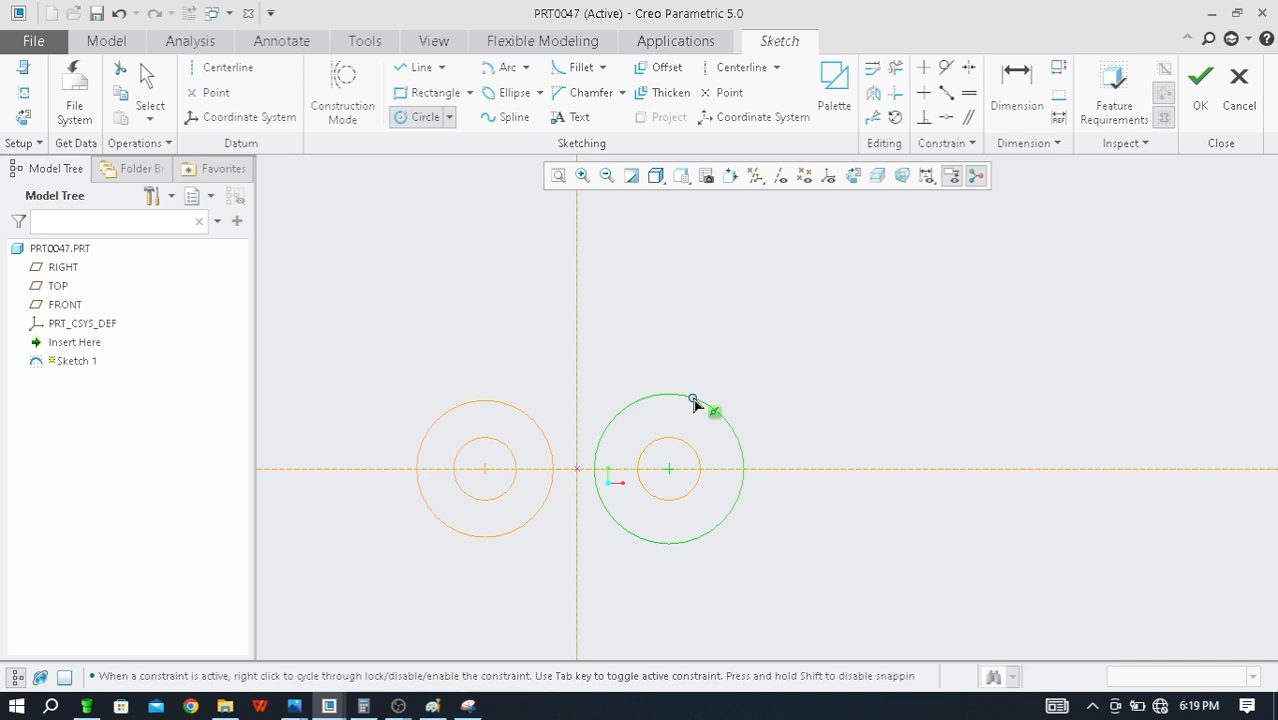 PRT0047 (Active) - Creo Parametric 5.0
File Model Analysis Annotate Tools View Flexible Modeling Applications Sketch
Centerline Line Arc Fillet Offset Centerline
Point Rectangle Ellipse Chamfer Thicken Point
Coordinate System Circle Spline Text Project Coordinate System
File System Select Construction Mode Palette Dimension Feature Requirements OK Cancel
Setup Get Data Operations Datum Sketching Editing Constrain Dimension Inspect Close
Model Tree Folder B Favorites
Model Tree
PRT0047.PRT
RIGHT
TOP
FRONT
PRT_CSYS_DEF
Insert Here
Sketch 1
When a constraint is active, right click to cycle through lock/disable/enable the constraint. Use Tab key to toggle active constraint. Press and hold Shift to disable snappin
6:19 PM